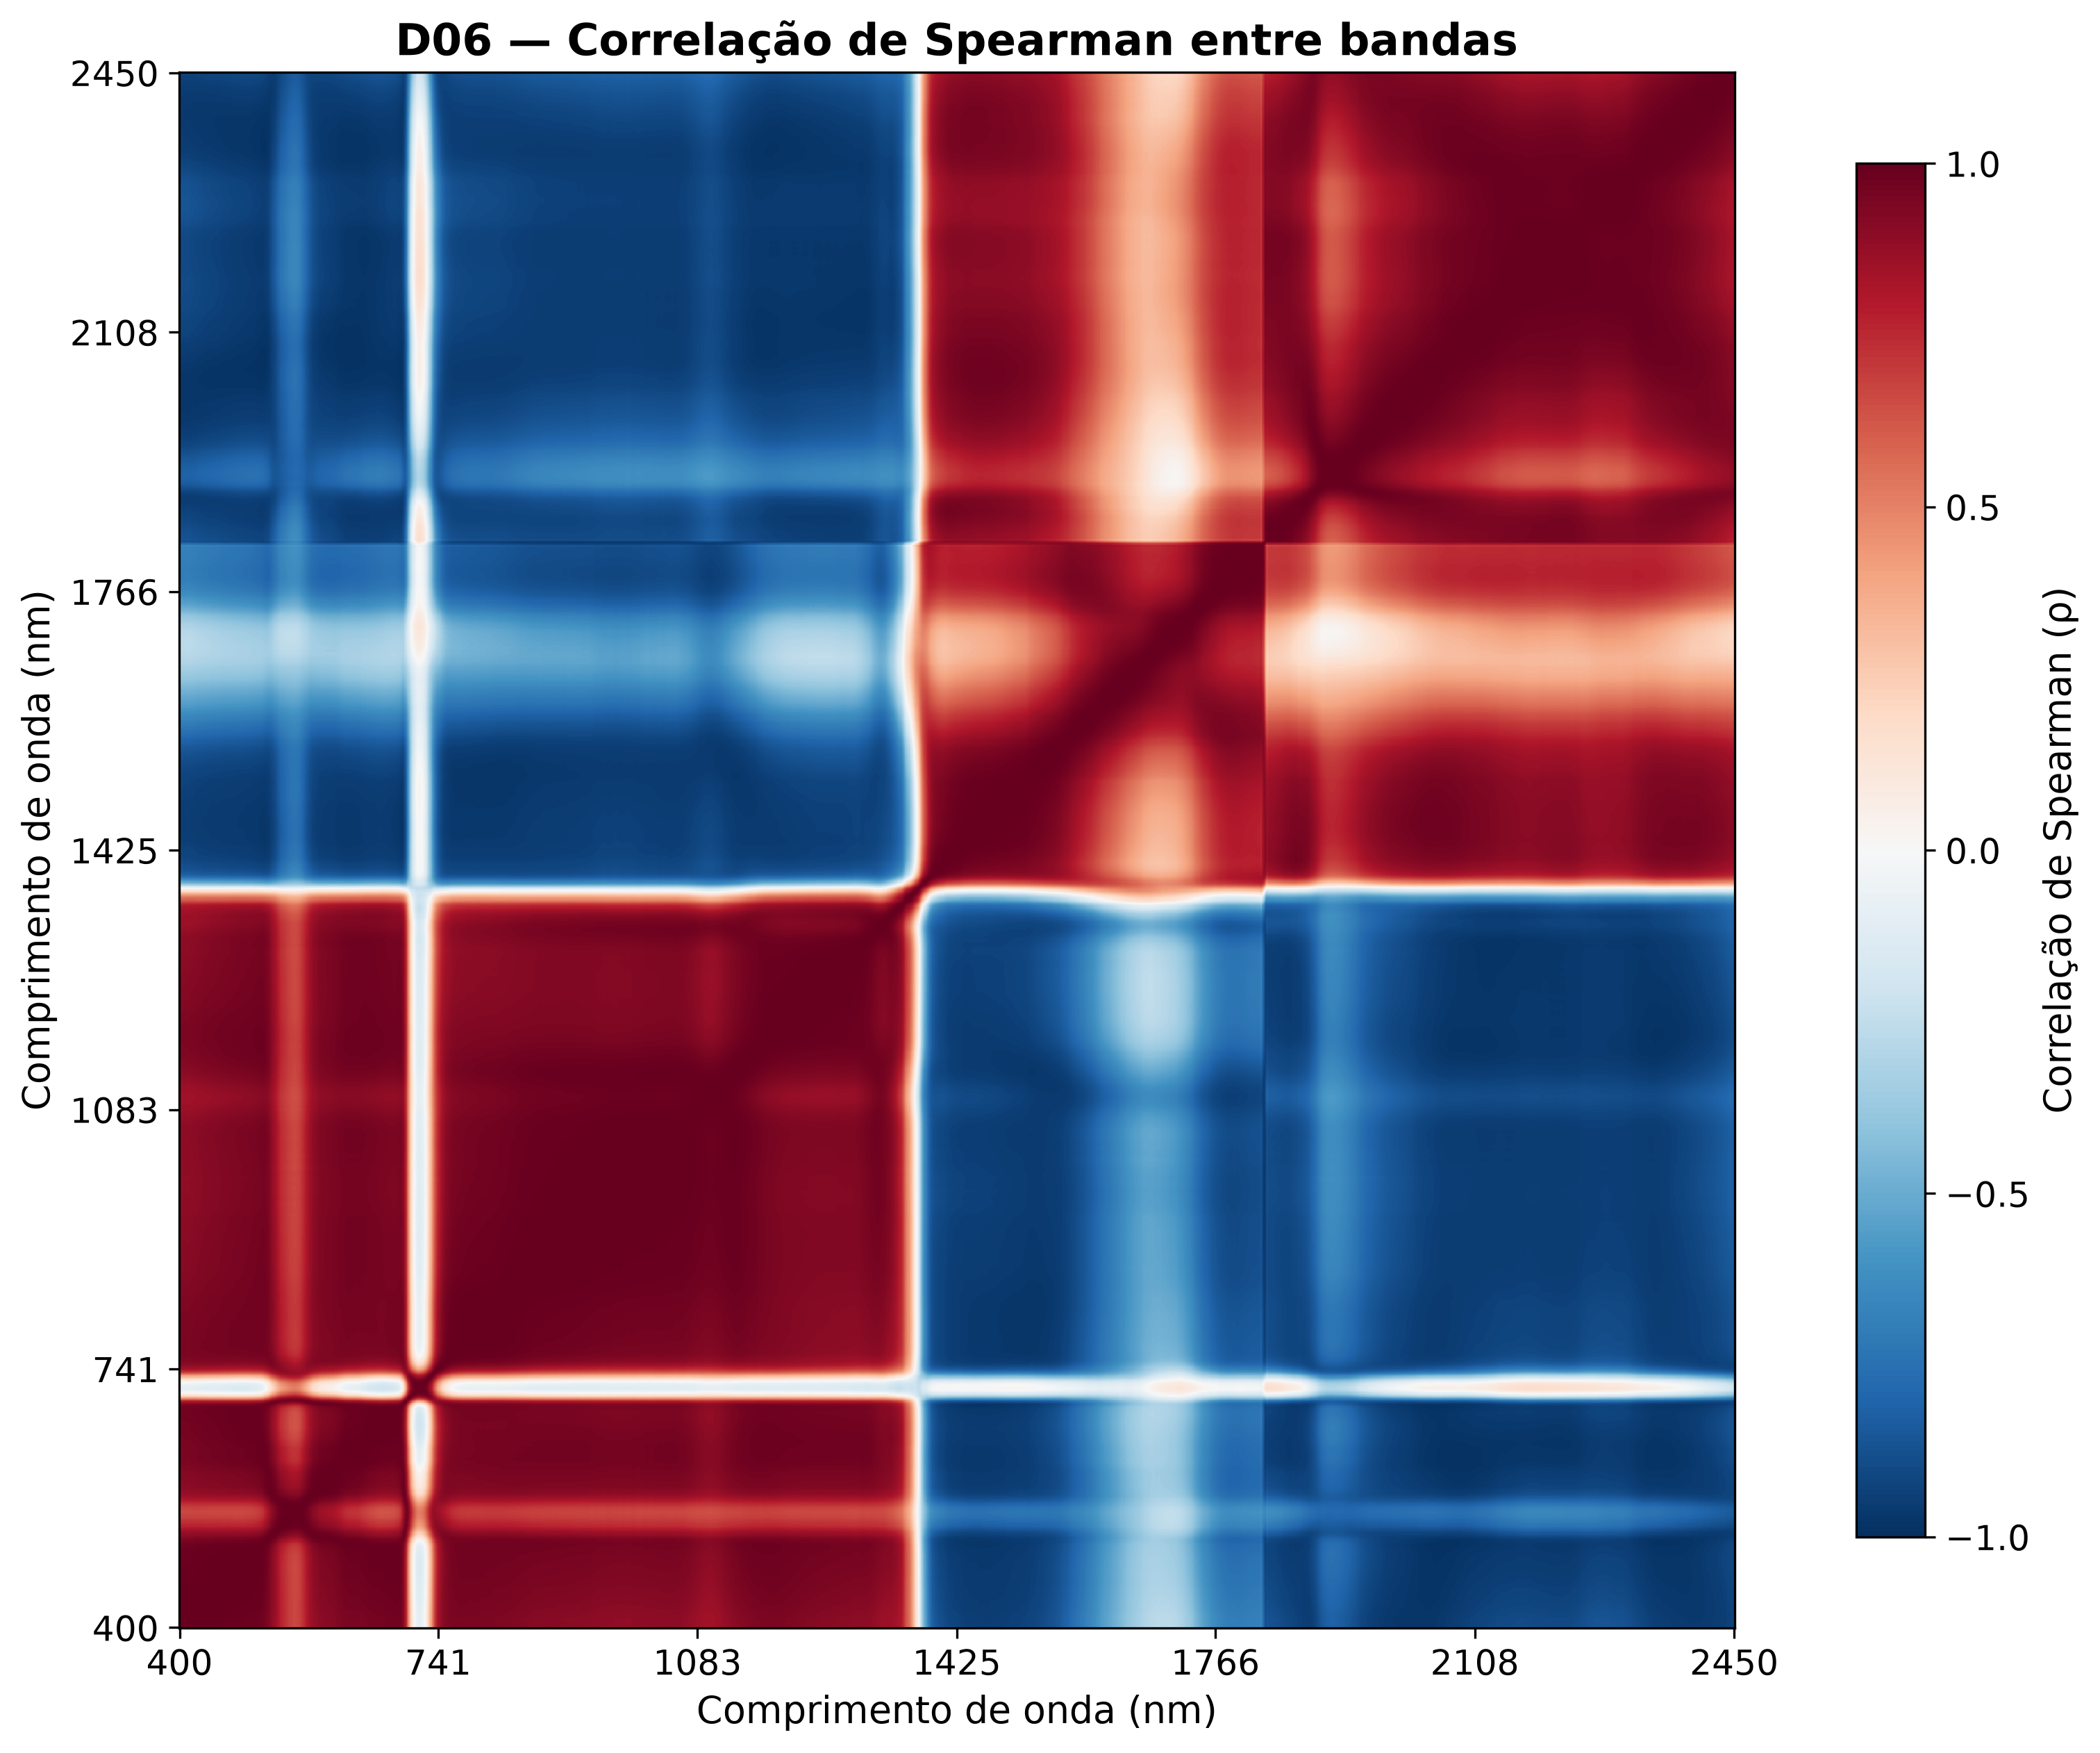 D06 — Correlação de Spearman entre bandas
Comprimento de onda (nm)
2450
2108
1766
1425
1083
741
400
400 741 1083 1425 1766 2108 2450
Comprimento de onda (nm)
1.0
0.5
0.0
−0.5
−1.0
Correlação de Spearman (ρ)